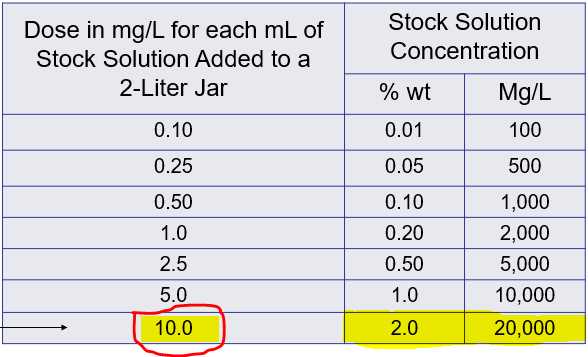 Dose in mg/L for each mL of
Stock Solution Added to a
2-Liter Jar
Stock Solution
Concentration
% wt Mg/L
0.10 0.01 100
0.25 0.05 500
0.50 0.10 1,000
1.0 0.20 2,000
2.5 0.50 5,000
5.0 1.0 10,000
10.0 2.0 20,000